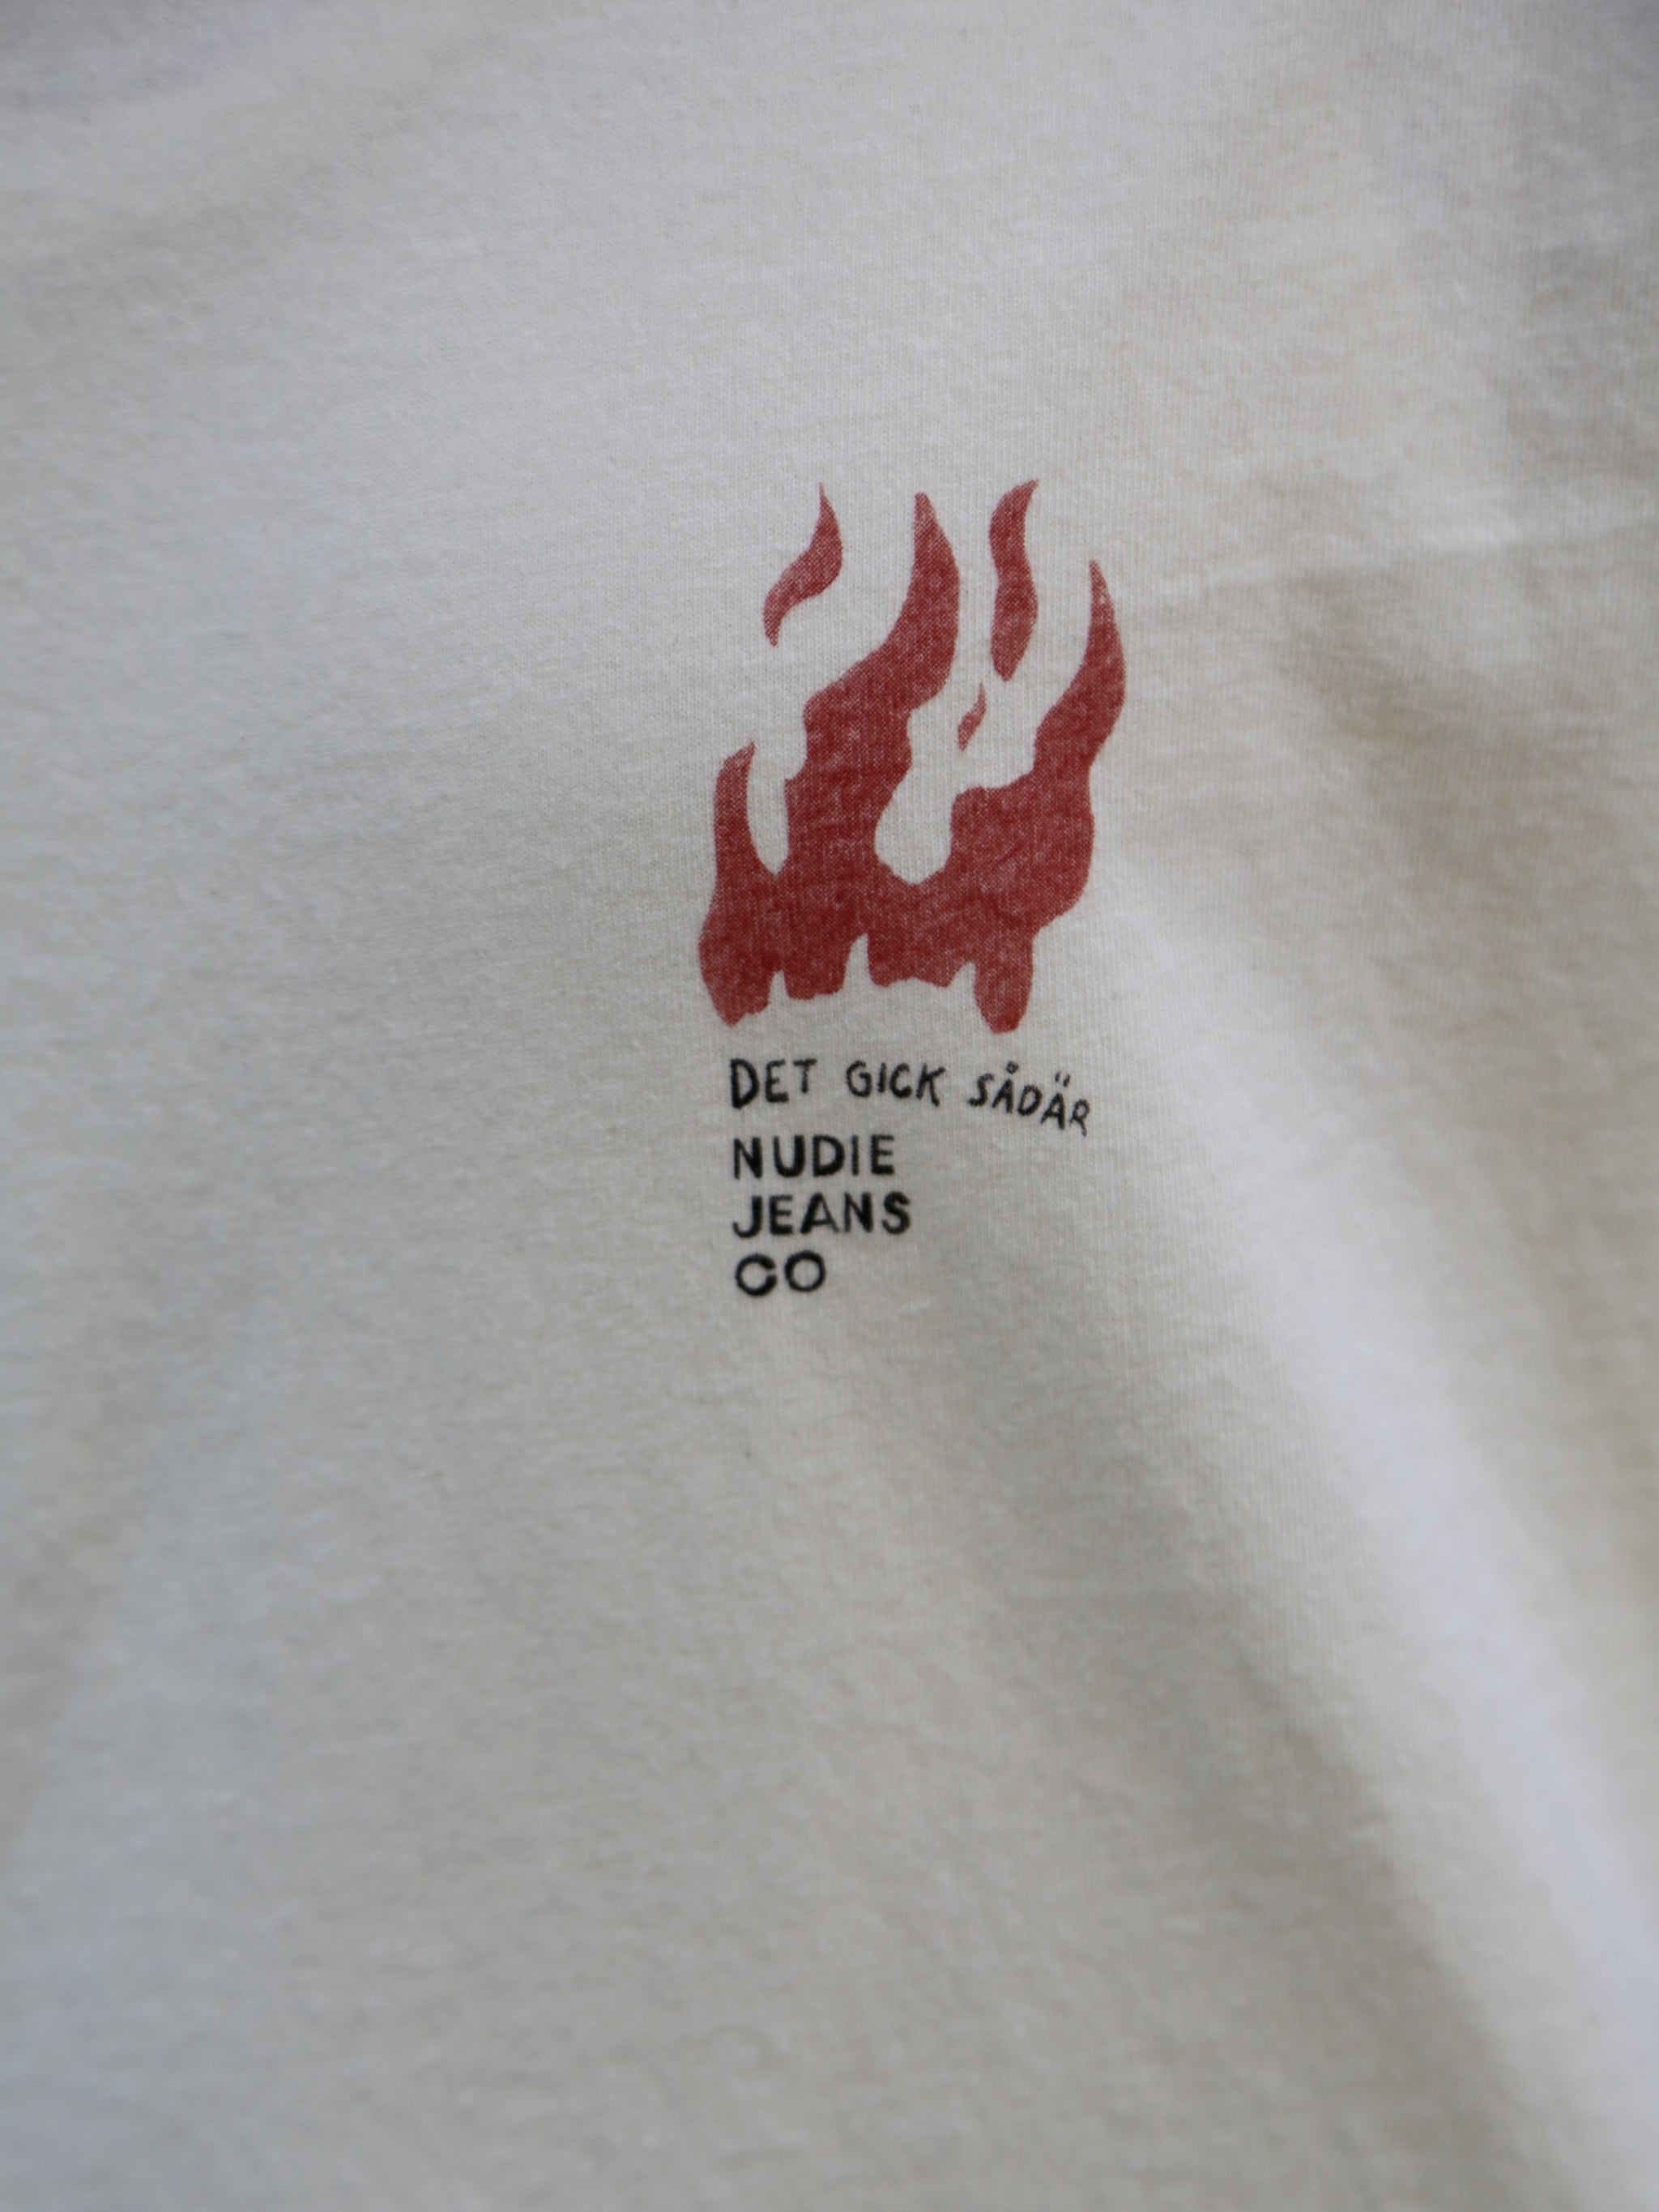 DET GICK SÅDÄR
NUDIE
JEANS
CO